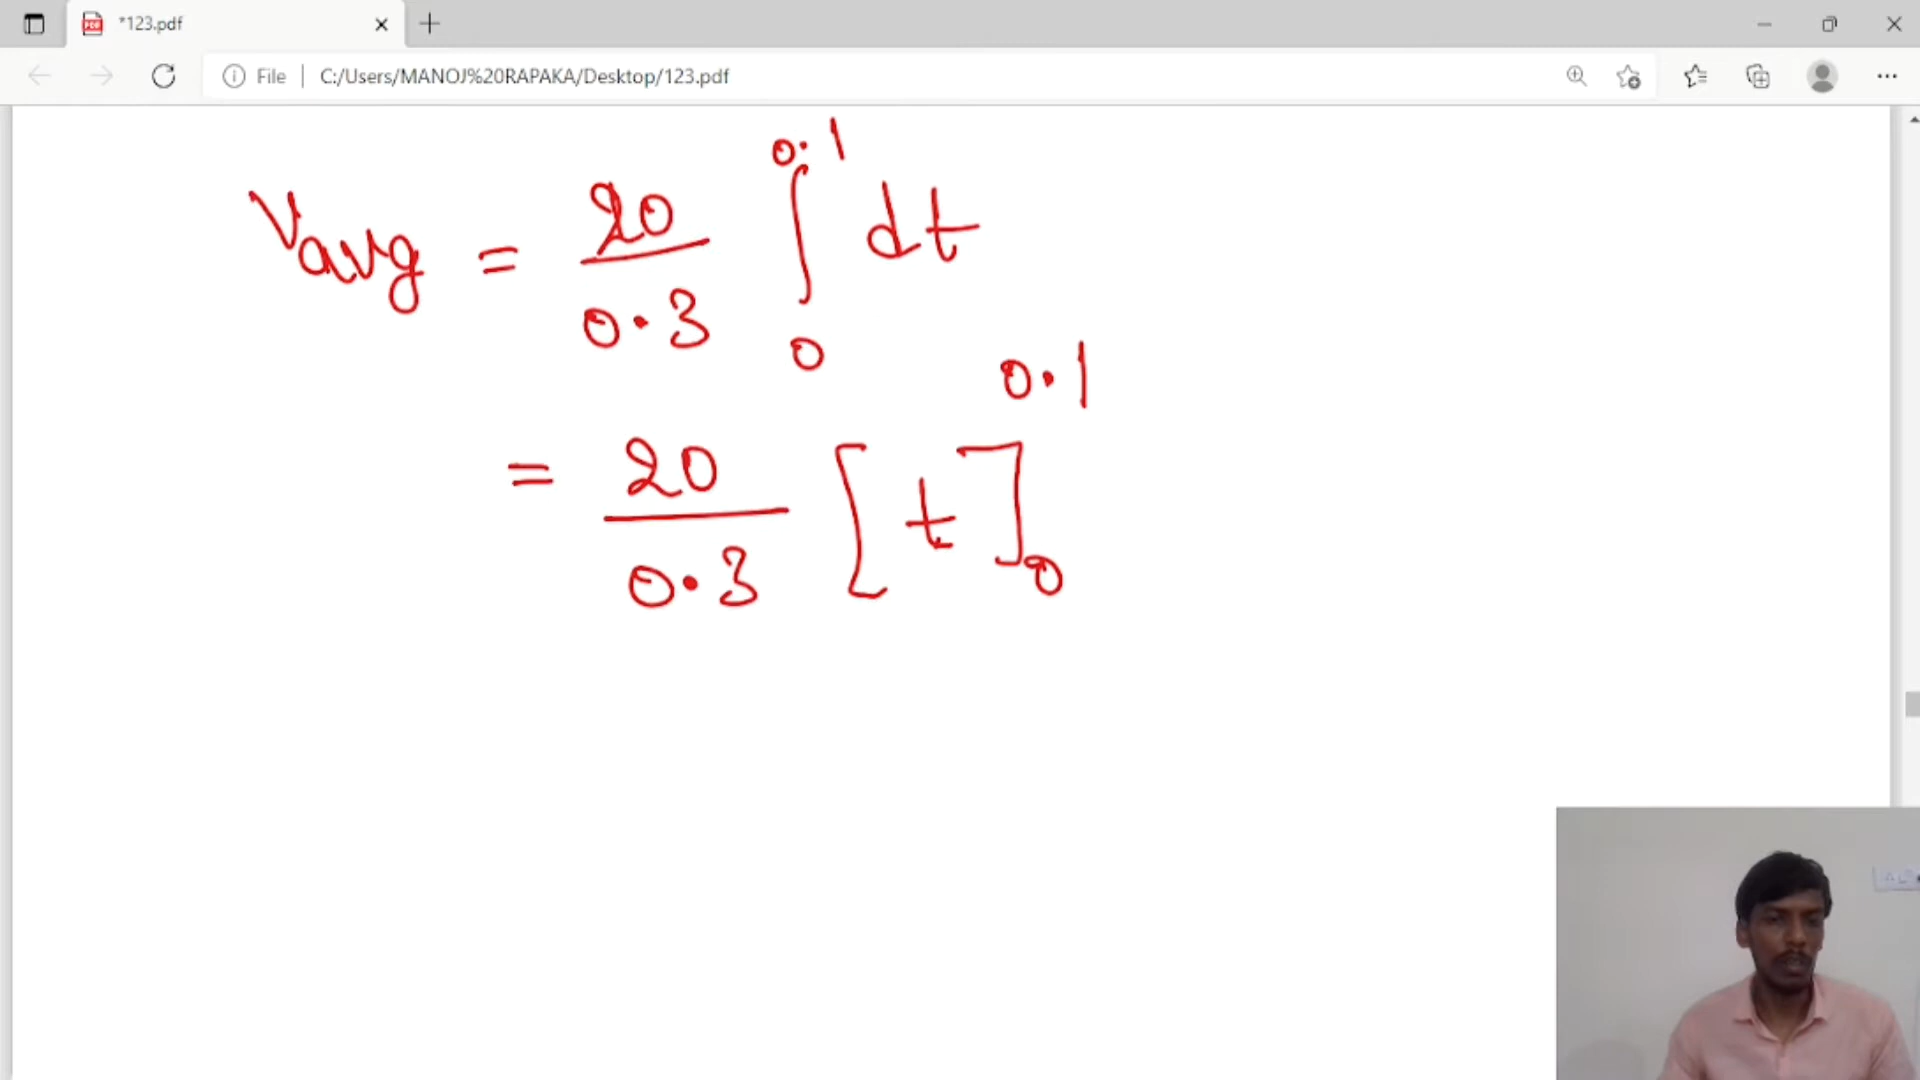 *123.pdf
File | C:/Users/MANOJ%20RAPAKA/Desktop/123.pdf
Vavg = 20/0.3 ∫₀^0.1 dt
= 20/0.3 [t]₀^0.1